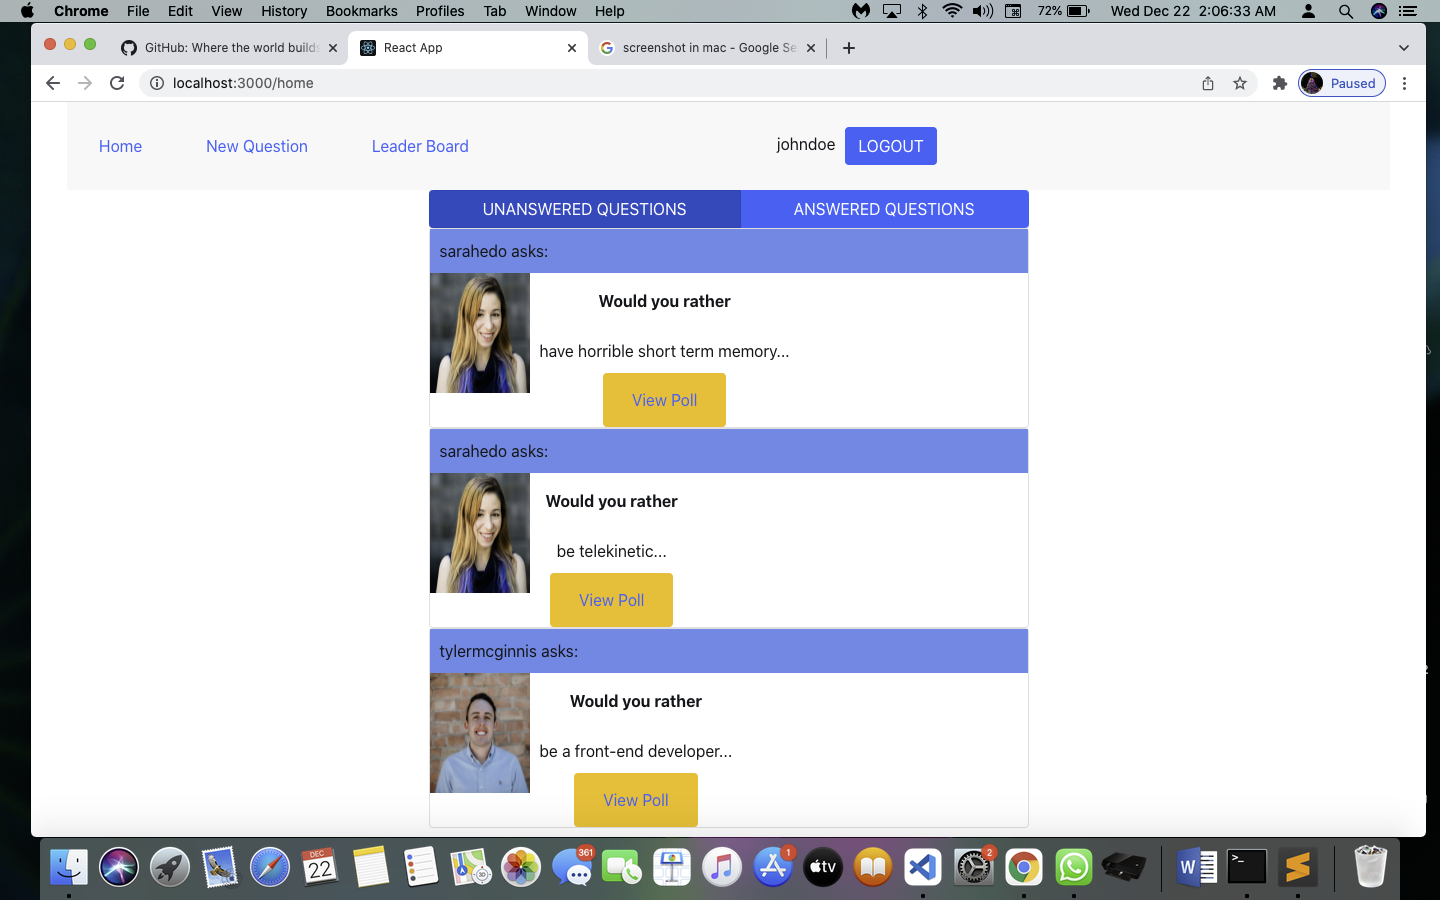 Chrome File Edit View History Bookmarks Profiles Tab Window Help 72% Wed Dec 22 2:06:33 AM
GitHub: Where the world builds React App screenshot in mac - Google Se
localhost:3000/home Paused
Home New Question Leader Board johndoe LOGOUT
UNANSWERED QUESTIONS ANSWERED QUESTIONS
sarahedo asks:
Would you rather
have horrible short term memory...
View Poll
sarahedo asks:
Would you rather
be telekinetic...
View Poll
tylermcginnis asks:
Would you rather
be a front-end developer...
View Poll
DEC
22
3D
361
1
tv
2
W
>_